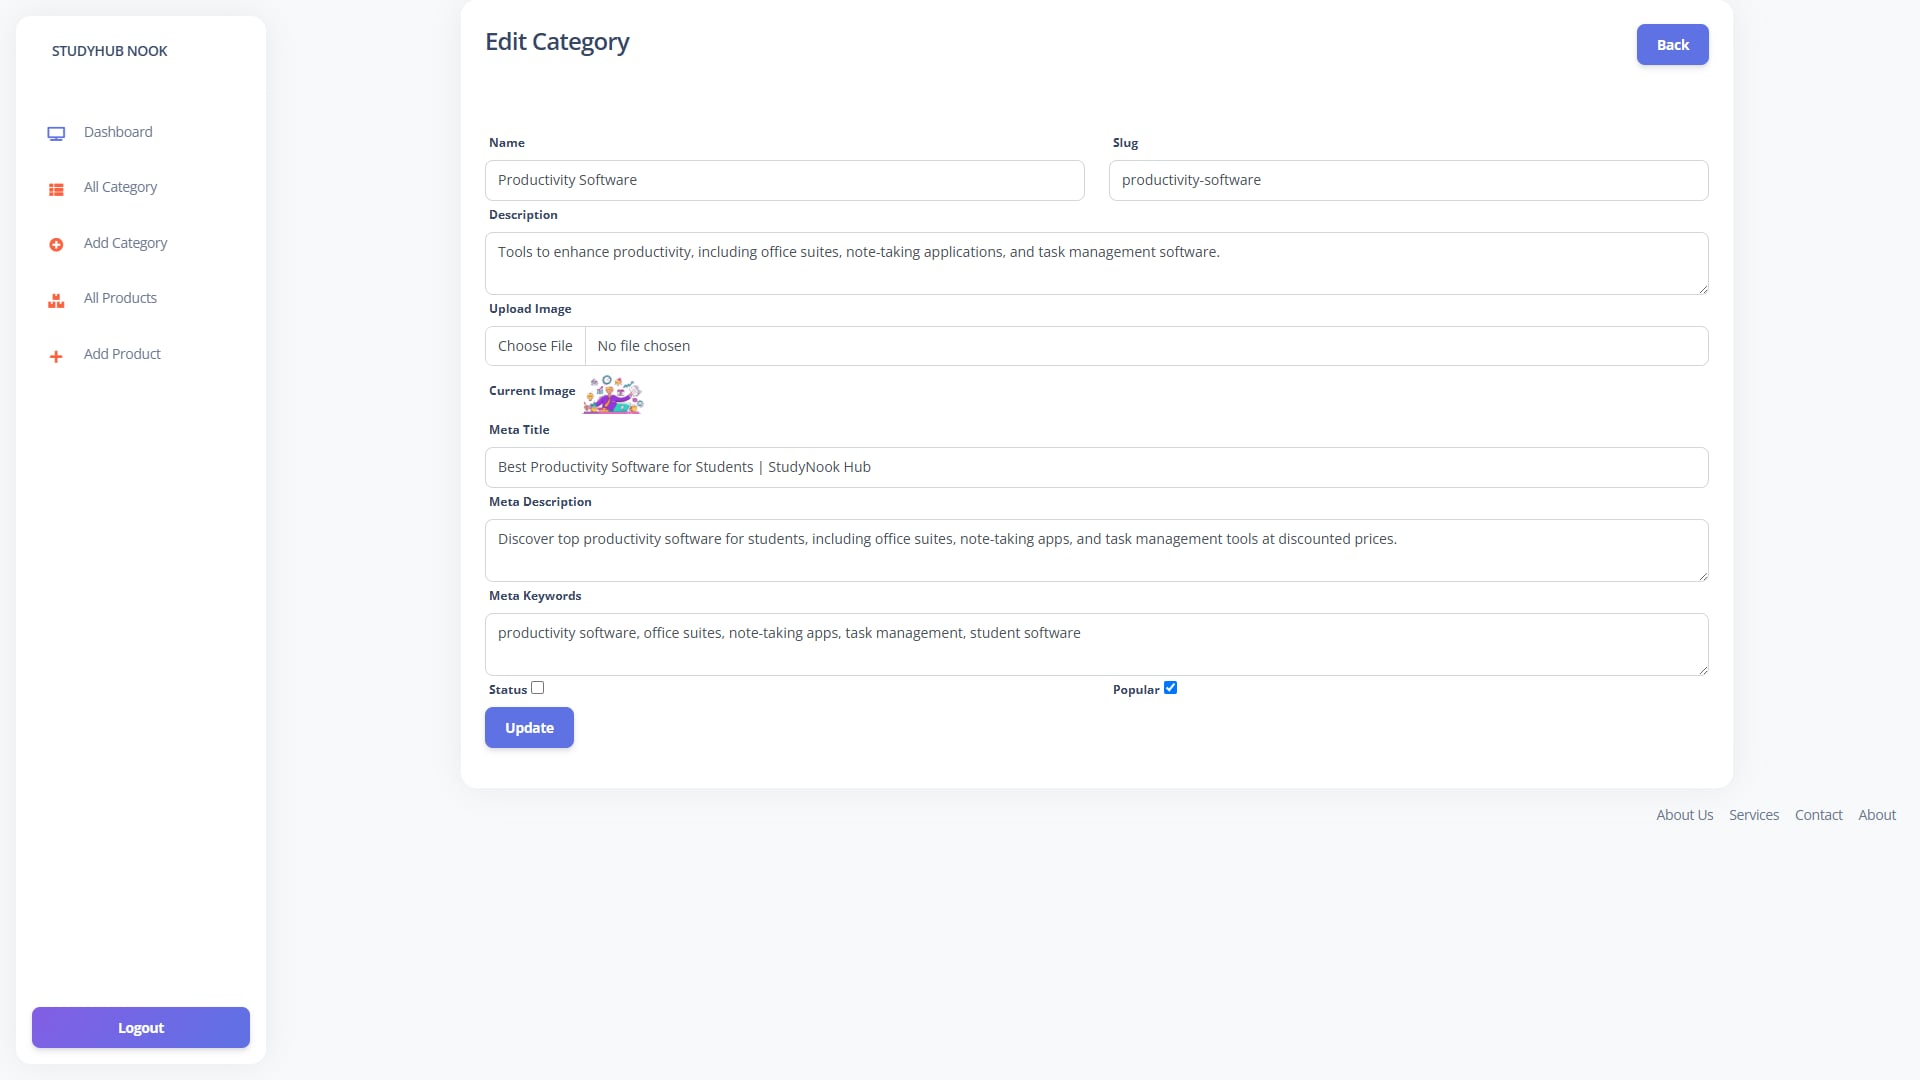 STUDYHUB NOOK
Dashboard
All Category
Add Category
All Products
Add Product
Logout
Edit Category
Back
Name
Slug
Productivity Software
productivity-software
Description
Tools to enhance productivity, including office suites, note-taking applications, and task management software.
Upload Image
Choose File No file chosen
Current Image
Meta Title
Best Productivity Software for Students | StudyNook Hub
Meta Description
Discover top productivity software for students, including office suites, note-taking apps, and task management tools at discounted prices.
Meta Keywords
productivity software, office suites, note-taking apps, task management, student software
Status
Popular
Update
About Us Services Contact About